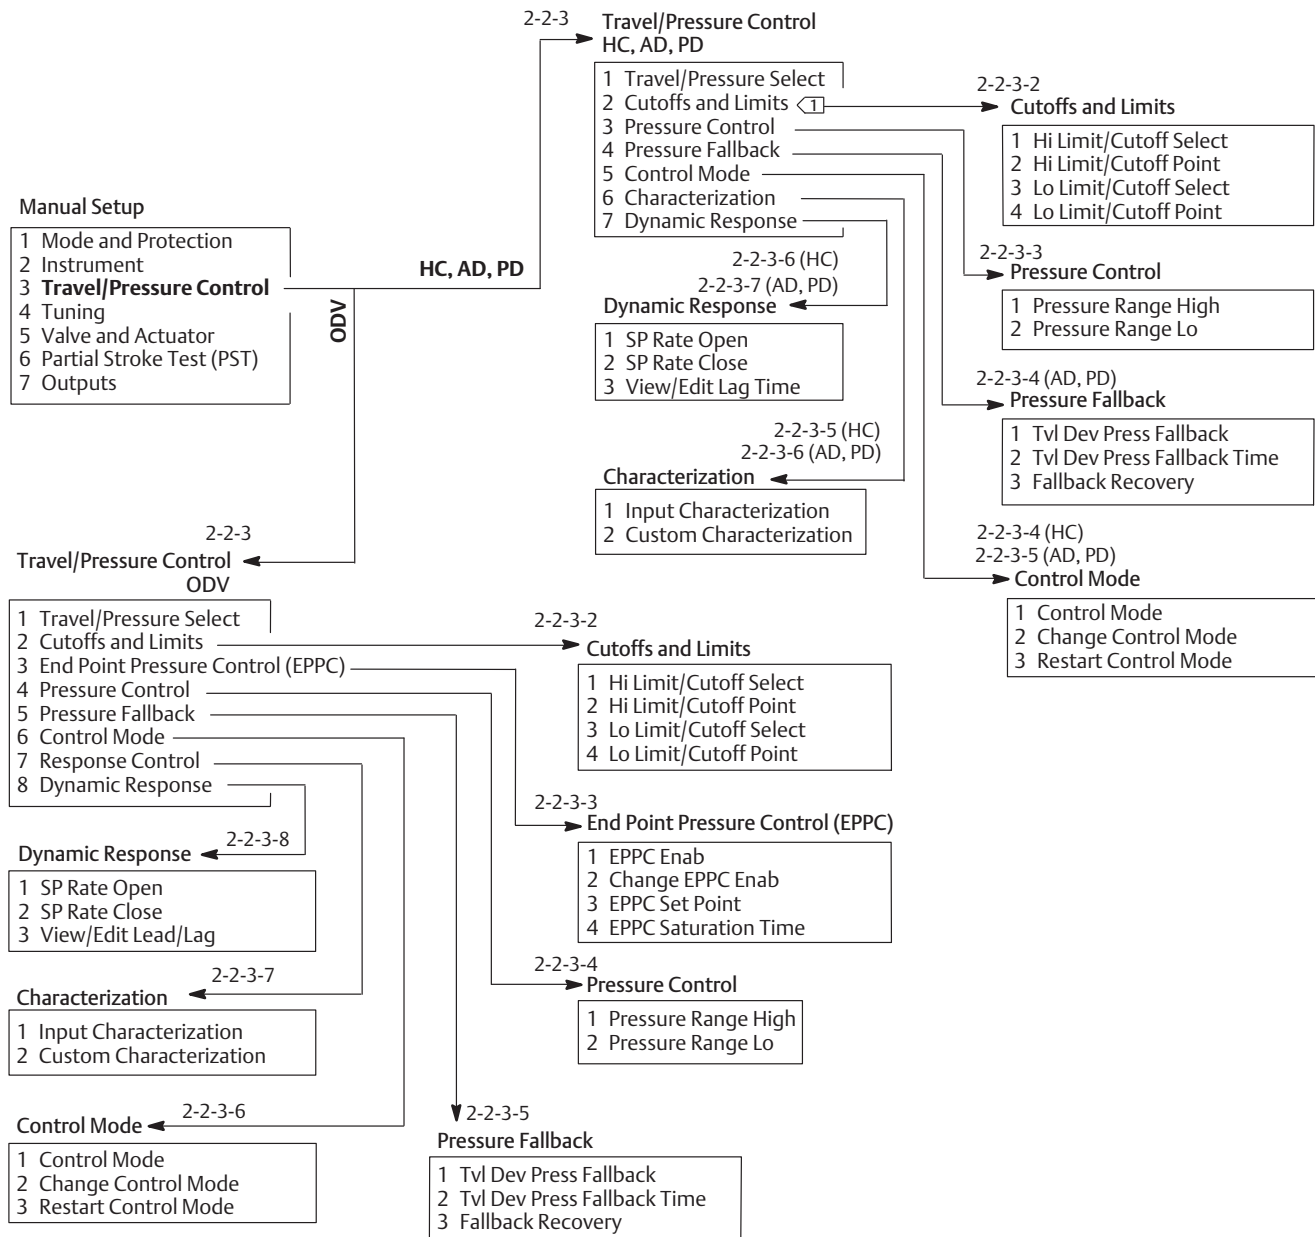 Manual Setup
1 Mode and Protection
2 Instrument
3 Travel/Pressure Control
4 Tuning
5 Valve and Actuator
6 Partial Stroke Test (PST)
7 Outputs
HC, AD, PD
ODV
2-2-3
Travel/Pressure Control
HC, AD, PD
1 Travel/Pressure Select
2 Cutoffs and Limits
1
3 Pressure Control
4 Pressure Fallback
5 Control Mode
6 Characterization
7 Dynamic Response
2-2-3-2
Cutoffs and Limits
1 Hi Limit/Cutoff Select
2 Hi Limit/Cutoff Point
3 Lo Limit/Cutoff Select
4 Lo Limit/Cutoff Point
2-2-3-3
Pressure Control
1 Pressure Range High
2 Pressure Range Lo
2-2-3-4 (AD, PD)
Pressure Fallback
1 Tvl Dev Press Fallback
2 Tvl Dev Press Fallback Time
3 Fallback Recovery
2-2-3-4 (HC)
2-2-3-5 (AD, PD)
Control Mode
1 Control Mode
2 Change Control Mode
3 Restart Control Mode
2-2-3-6 (HC)
2-2-3-7 (AD, PD)
Dynamic Response
1 SP Rate Open
2 SP Rate Close
3 View/Edit Lag Time
2-2-3-5 (HC)
2-2-3-6 (AD, PD)
Characterization
1 Input Characterization
2 Custom Characterization
2-2-3
Travel/Pressure Control
ODV
1 Travel/Pressure Select
2 Cutoffs and Limits
3 End Point Pressure Control (EPPC)
4 Pressure Control
5 Pressure Fallback
6 Control Mode
7 Response Control
8 Dynamic Response
2-2-3-2
Cutoffs and Limits
1 Hi Limit/Cutoff Select
2 Hi Limit/Cutoff Point
3 Lo Limit/Cutoff Select
4 Lo Limit/Cutoff Point
2-2-3-3
End Point Pressure Control (EPPC)
1 EPPC Enab
2 Change EPPC Enab
3 EPPC Set Point
4 EPPC Saturation Time
2-2-3-4
Pressure Control
1 Pressure Range High
2 Pressure Range Lo
2-2-3-5
Pressure Fallback
1 Tvl Dev Press Fallback
2 Tvl Dev Press Fallback Time
3 Fallback Recovery
2-2-3-8
Dynamic Response
1 SP Rate Open
2 SP Rate Close
3 View/Edit Lead/Lag
2-2-3-7
Characterization
1 Input Characterization
2 Custom Characterization
2-2-3-6
Control Mode
1 Control Mode
2 Change Control Mode
3 Restart Control Mode